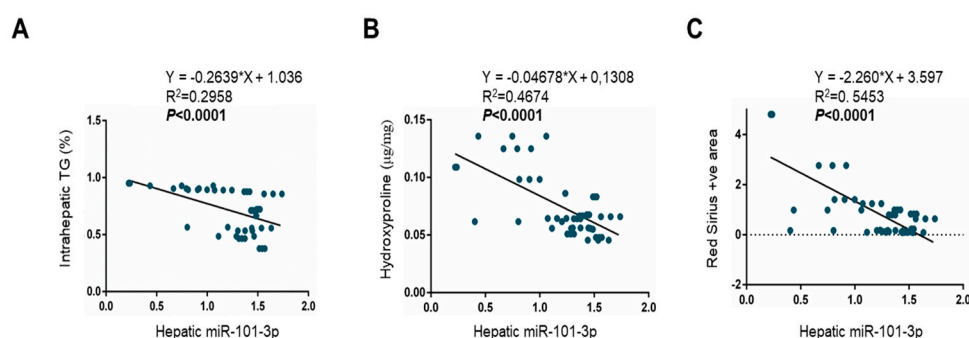 A
B
C
Y = -0.2639*X + 1.036
R²=0.2958
P<0.0001
Y = -0.04678*X + 0,1308
R²=0.4674
P<0.0001
Y = -2.260*X + 3.597
R²=0. 5453
P<0.0001
Intrahepatic TG (%)
1.5
1.0
0.5
0.0
0.0 0.5 1.0 1.5 2.0
Hepatic miR-101-3p
Hydroxyproline (µg/mg)
0.15
0.10
0.05
0.00
0.0 0.5 1.0 1.5 2.0
Hepatic miR-101-3p
Red Sirius +ve area
4
2
0
-2
0.0 0.5 1.0 1.5 2.0
Hepatic miR-101-3p